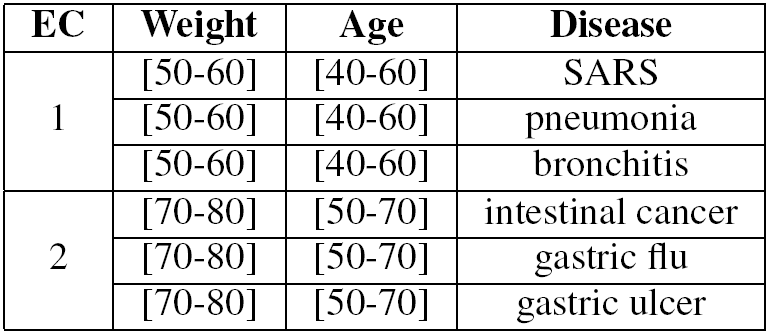 EC Weight Age Disease
[50-60] [40-60] SARS
1 [50-60] [40-60] pneumonia
[50-60] [40-60] bronchitis
[70-80] [50-70] intestinal cancer
2 [70-80] [50-70] gastric flu
[70-80] [50-70] gastric ulcer